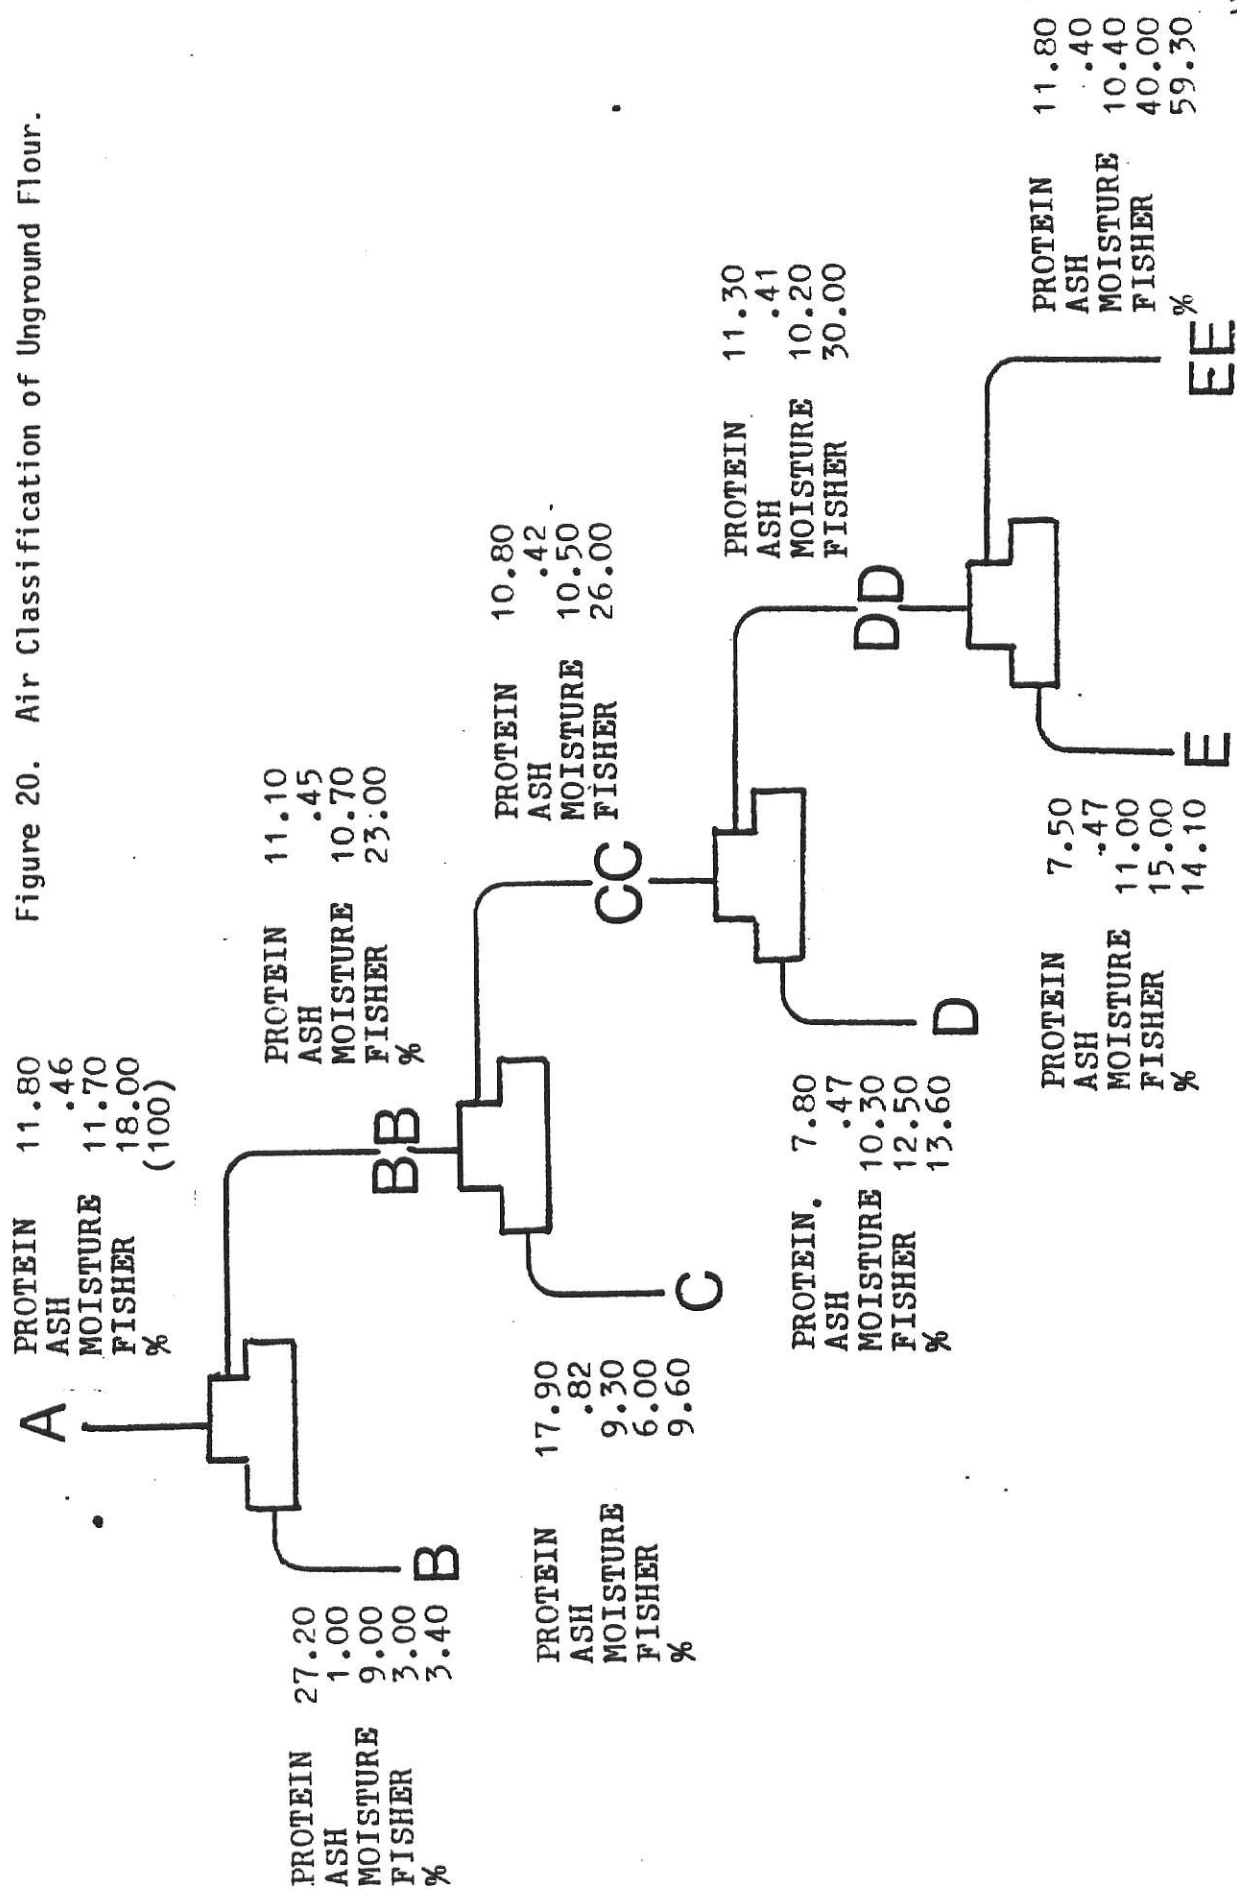 Figure 20. Air Classification of Unground Flour.
A
PROTEIN 11.80
ASH .46
MOISTURE 11.70
FISHER 18.00
% (100)
PROTEIN 27.20
ASH 1.00
MOISTURE 9.00
FISHER 3.00
% 3.40
B
PROTEIN 11.10
ASH .45
MOISTURE 10.70
FISHER 23.00
%
BB
PROTEIN 17.90
ASH .82
MOISTURE 9.30
FISHER 6.00
% 9.60
C
PROTEIN 10.80
ASH .42
MOISTURE 10.50
FISHER 26.00
CC
PROTEIN. 7.80
ASH .47
MOISTURE 10.30
FISHER 12.50
% 13.60
D
PROTEIN 11.30
ASH .41
MOISTURE 10.20
FISHER 30.00
DD
PROTEIN 7.50
ASH .47
MOISTURE 11.00
FISHER 15.00
% 14.10
E
PROTEIN 11.80
ASH .40
MOISTURE 10.40
FISHER 40.00
% 59.30
EE